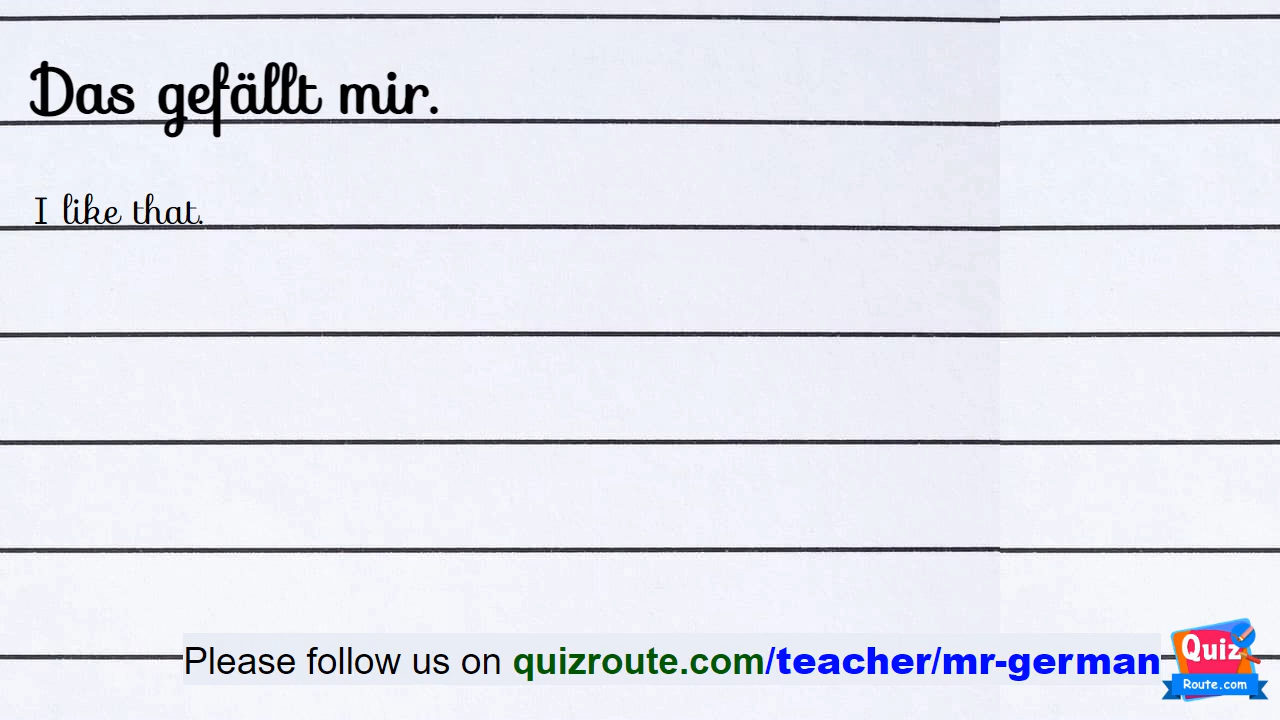 Das gefällt mir.
I like that.
Please follow us on quizroute.com/teacher/mr-german
Quiz
Route.com